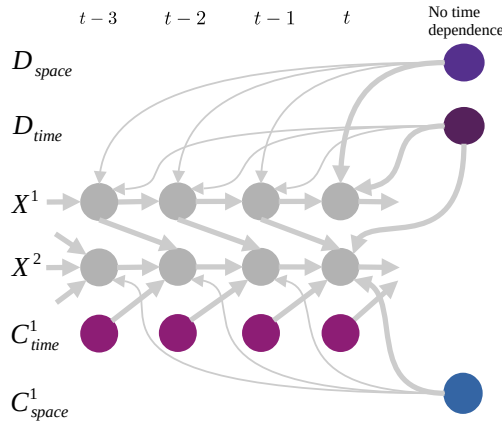 t − 3 t − 2 t − 1 t No time
dependence
D_space
D_time
X^1
X^2
C^1_time
C^1_space